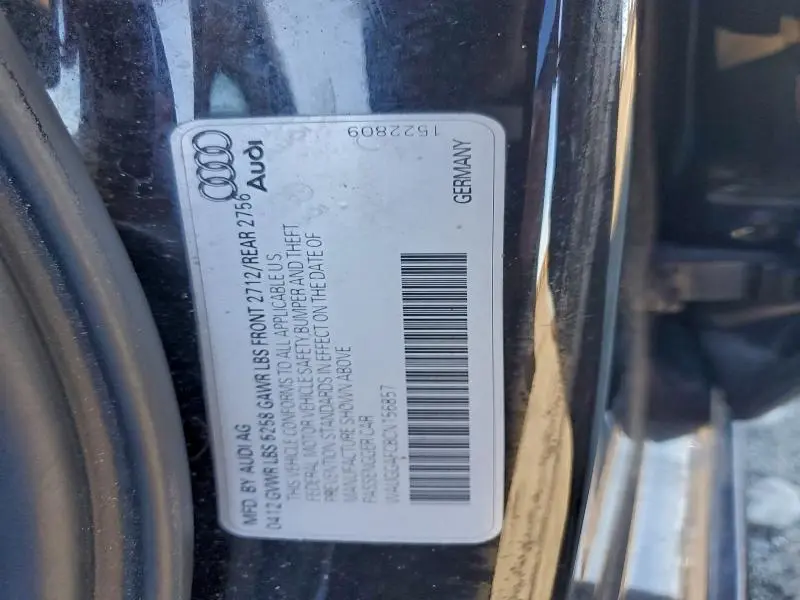 Audi
MFD BY AUDI AG
0412 GVWR LBS 5258 GAWR LBS FRONT 2712/REAR 2756
THIS VEHICLE CONFORMS TO ALL APPLICABLE U.S.
FEDERAL MOTOR VEHICLE SAFETY BUMPER AND THEFT
PREVENTION STANDARDS IN EFFECT ON THE DATE OF
MANUFACTURE SHOWN ABOVE
PASSENGER CAR
WAUGGAFC8CN156857
GERMANY
1522809